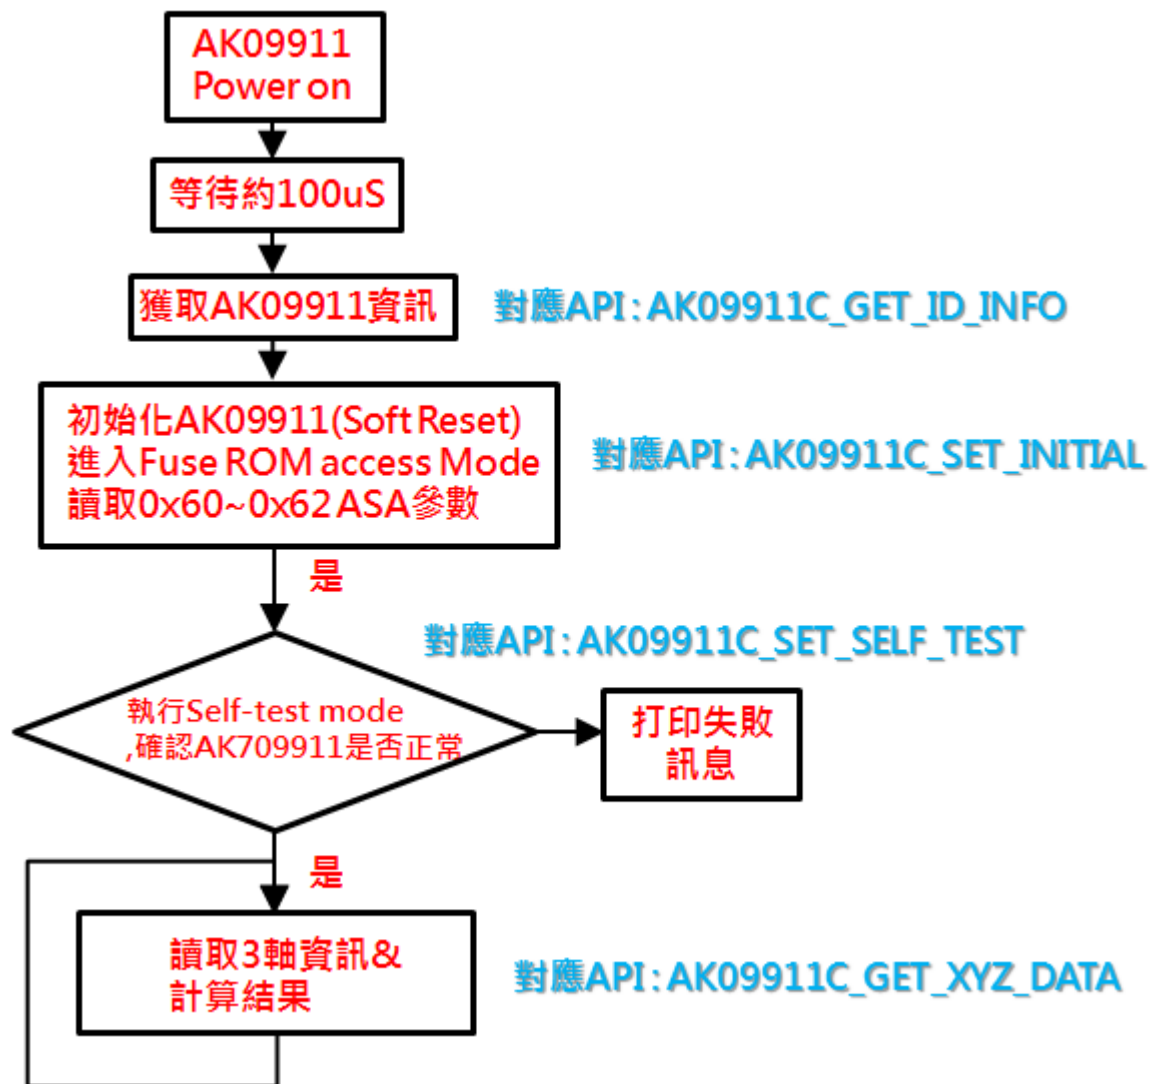 AK09911
Power on
等待約100uS
獲取AK09911資訊
對應API:AK09911C_GET_ID_INFO
初始化AK09911(Soft Reset)
進入Fuse ROM access Mode
讀取0x60~0x62 ASA參數
對應API:AK09911C_SET_INITIAL
是
對應API:AK09911C_SET_SELF_TEST
執行Self-test mode
,確認AK709911是否正常
打印失敗
訊息
是
讀取3軸資訊&
計算結果
對應API:AK09911C_GET_XYZ_DATA